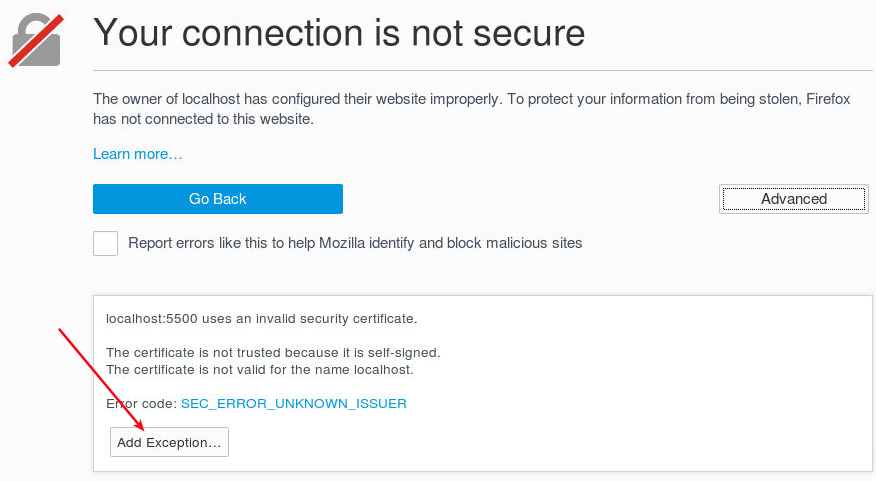 Your connection is not secure
The owner of localhost has configured their website improperly. To protect your information from being stolen, Firefox
has not connected to this website.
Learn more…
Go Back
Advanced
Report errors like this to help Mozilla identify and block malicious sites
localhost:5500 uses an invalid security certificate.
The certificate is not trusted because it is self-signed.
The certificate is not valid for the name localhost.
Error code: SEC_ERROR_UNKNOWN_ISSUER
Add Exception…